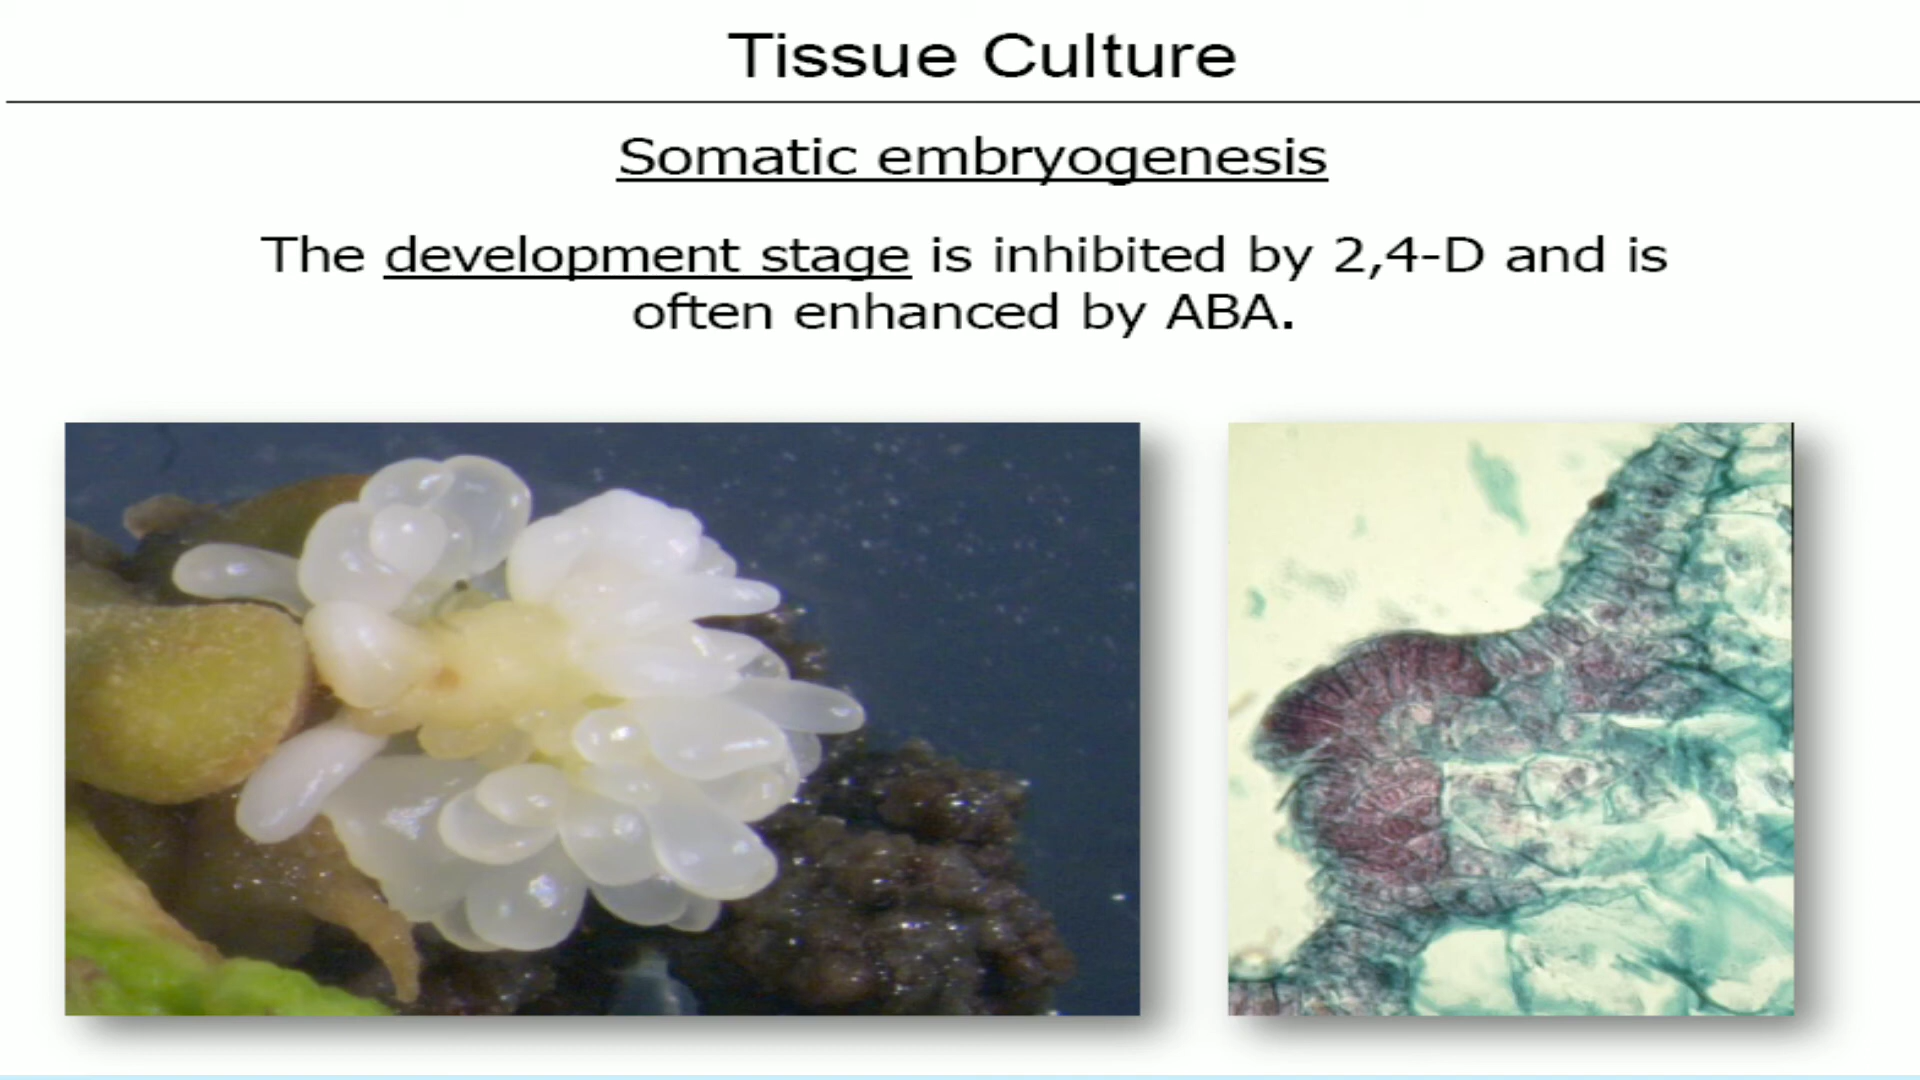 Tissue Culture
Somatic embryogenesis
The development stage is inhibited by 2,4-D and is
often enhanced by ABA.